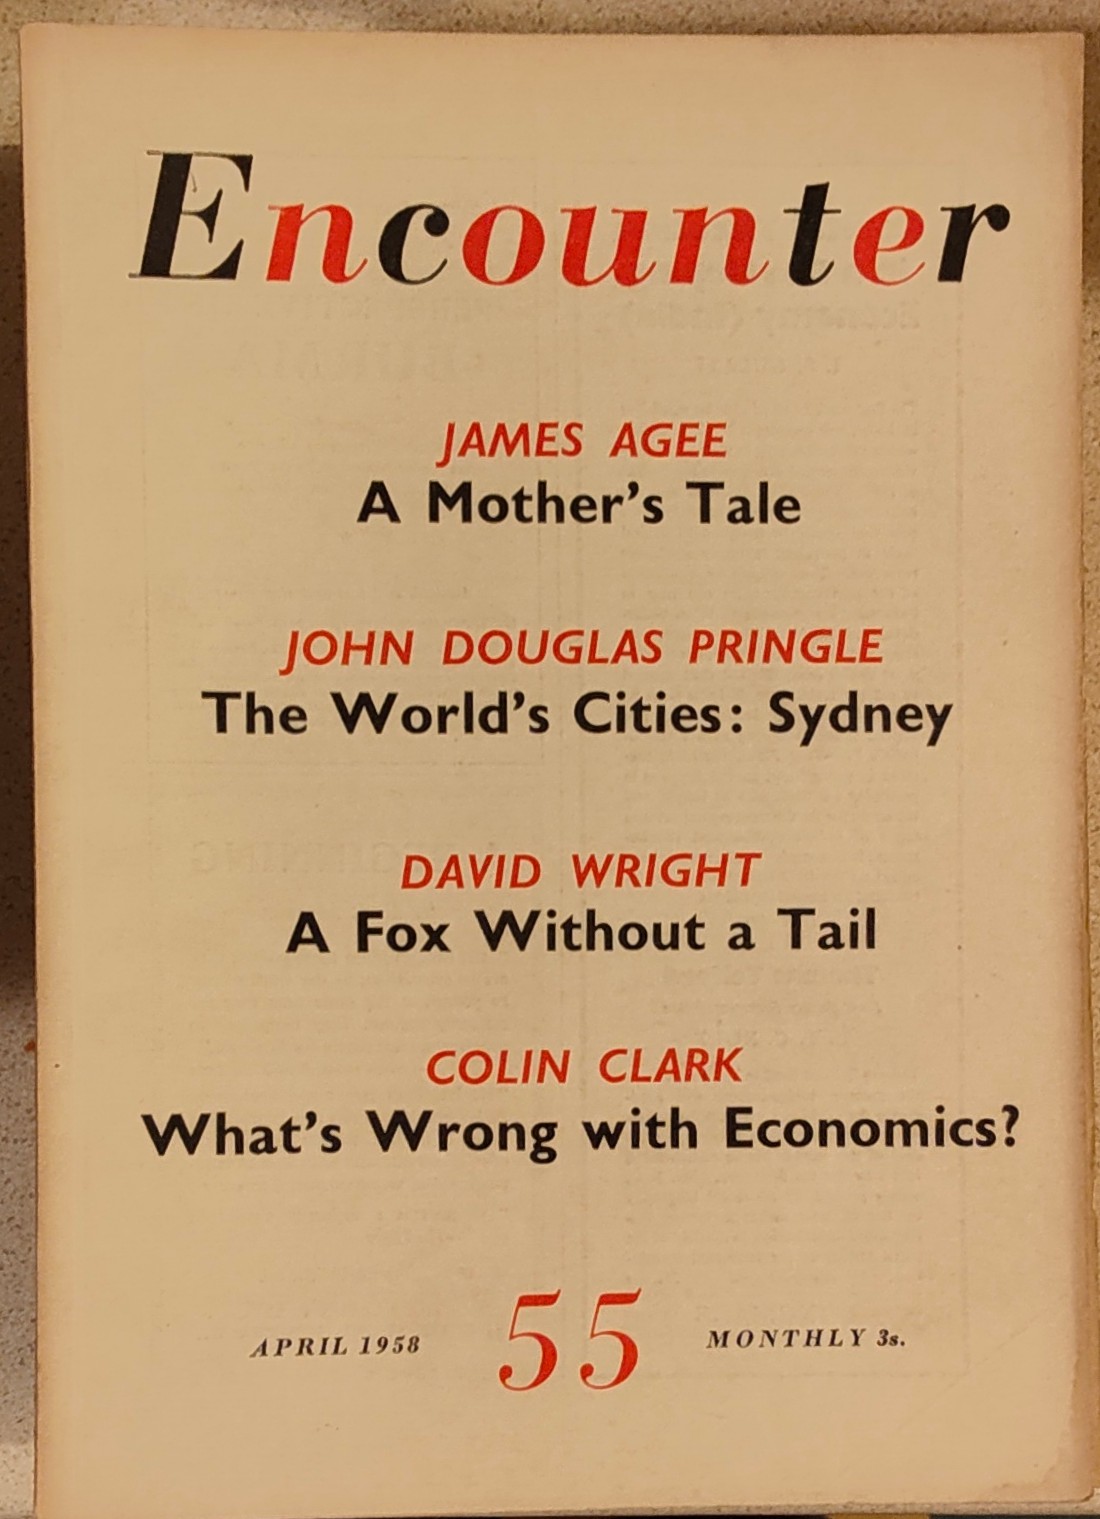 Encounter
JAMES AGEE
A Mother's Tale
JOHN DOUGLAS PRINGLE
The World's Cities: Sydney
DAVID WRIGHT
A Fox Without a Tail
COLIN CLARK
What's Wrong with Economics?
APRIL 1958 55 MONTHLY 3s.